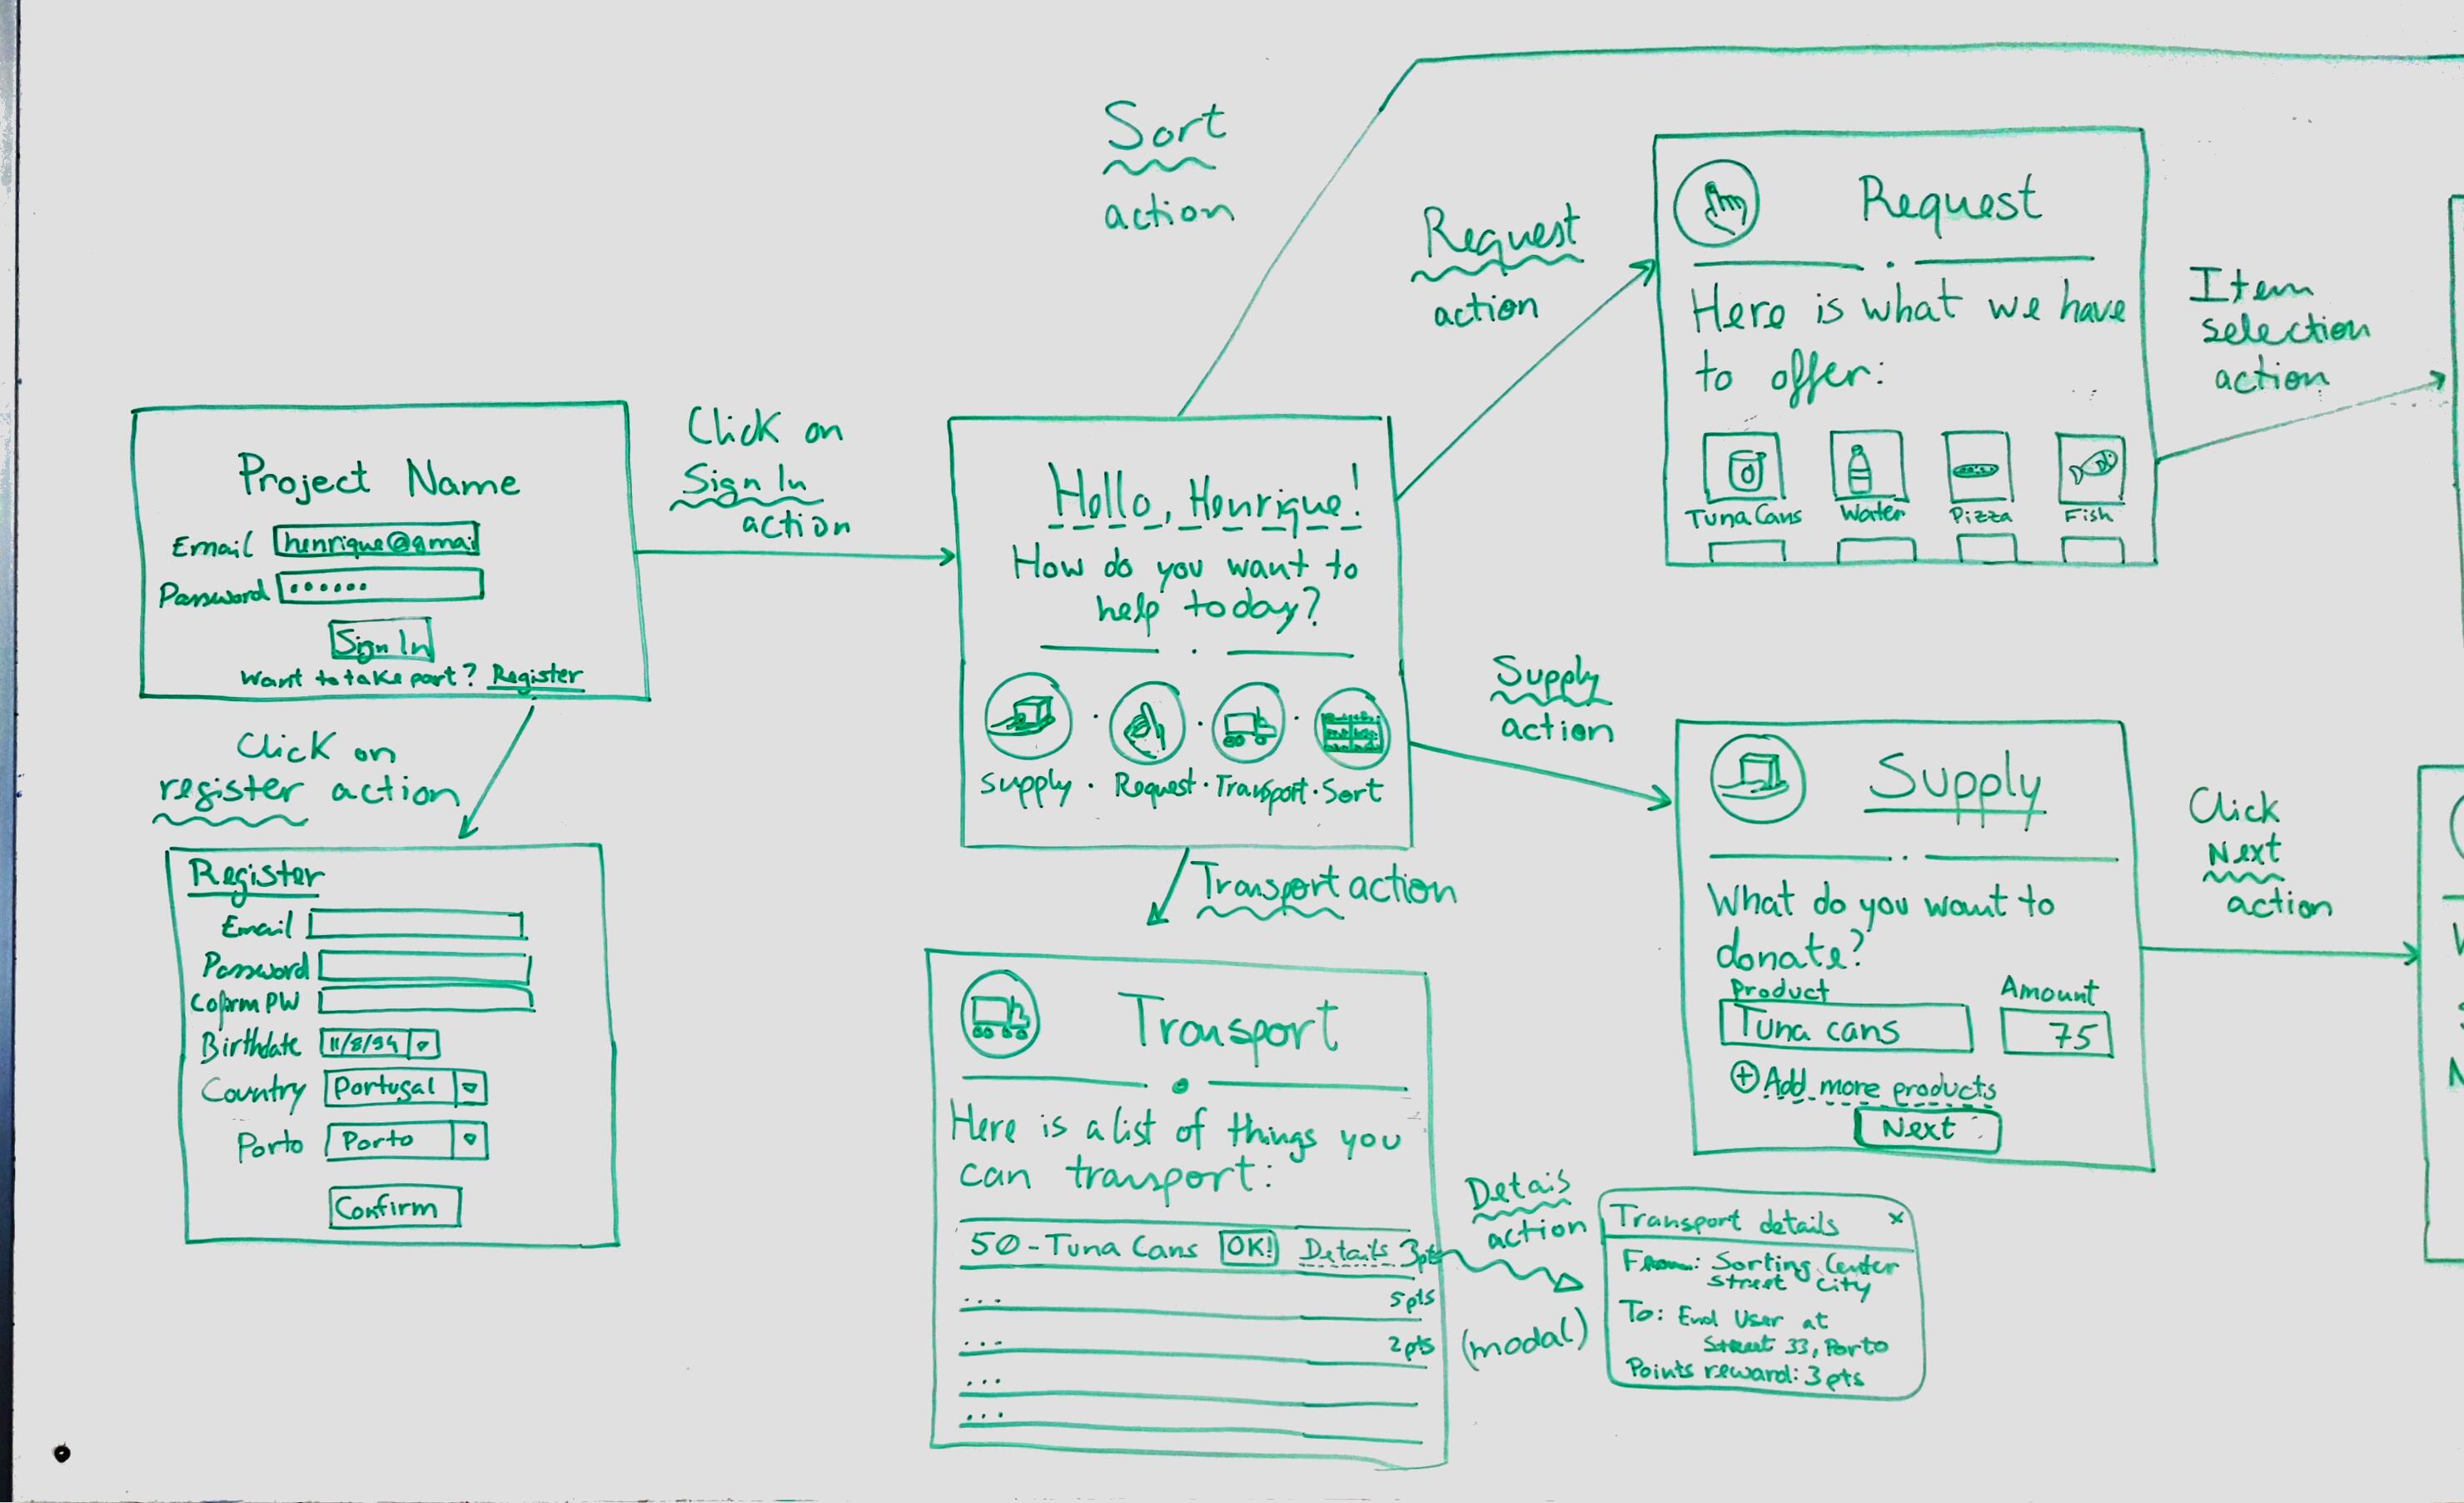 Sort
action
Request
action
Request
Here is what we have
to offer:
Tuna Cans
Water
Pizza
Fish
Item
selection
action
Project Name
Email henrique@gmai
Password ••••••
Sign In
Want to take part? Register
Click on
Sign In
action
Hello, Henrique!
How do you want to
help today?
Supply · Request · Transport · Sort
Click on
register action
Register
Email
Password
Birthdate 11/8/94
Country Portugal
Porto Porto
Confirm
Supply
action
Supply
What do you want to
donate?
Product Amount
Tuna cans 75
Add more products
Next
Click
Next
action
Transport action
Transport
Here is a list of things you
can transport:
50-Tuna Cans OK! Details 3pts
... 5pts
... 2pts
...
...
Detais
action
(modal)
Transport details x
From: Sorting Center
Street City
To: End User at
Street 33, Porto
Points reward: 3pts